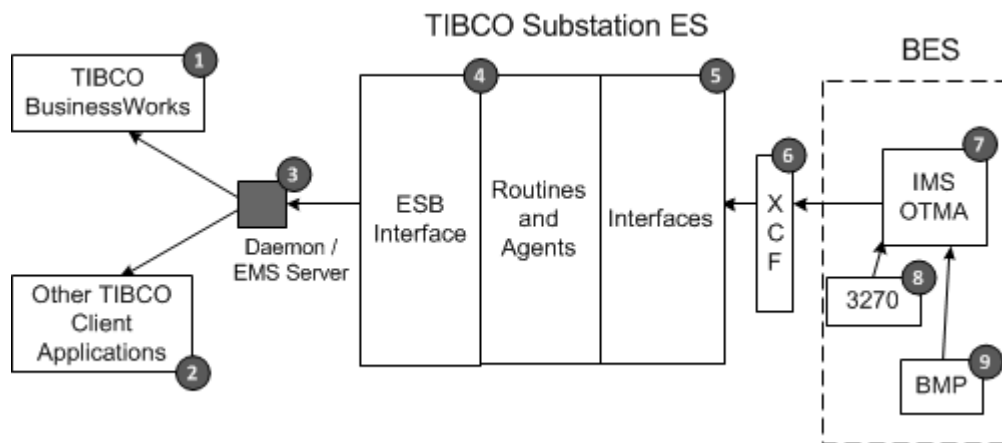 TIBCO Substation ES
BES
1
TIBCO
BusinessWorks
2
Other TIBCO
Client
Applications
3
Daemon /
EMS Server
4
ESB
Interface
Routines
and
Agents
5
Interfaces
6
X
C
F
7
IMS
OTMA
8
3270
9
BMP